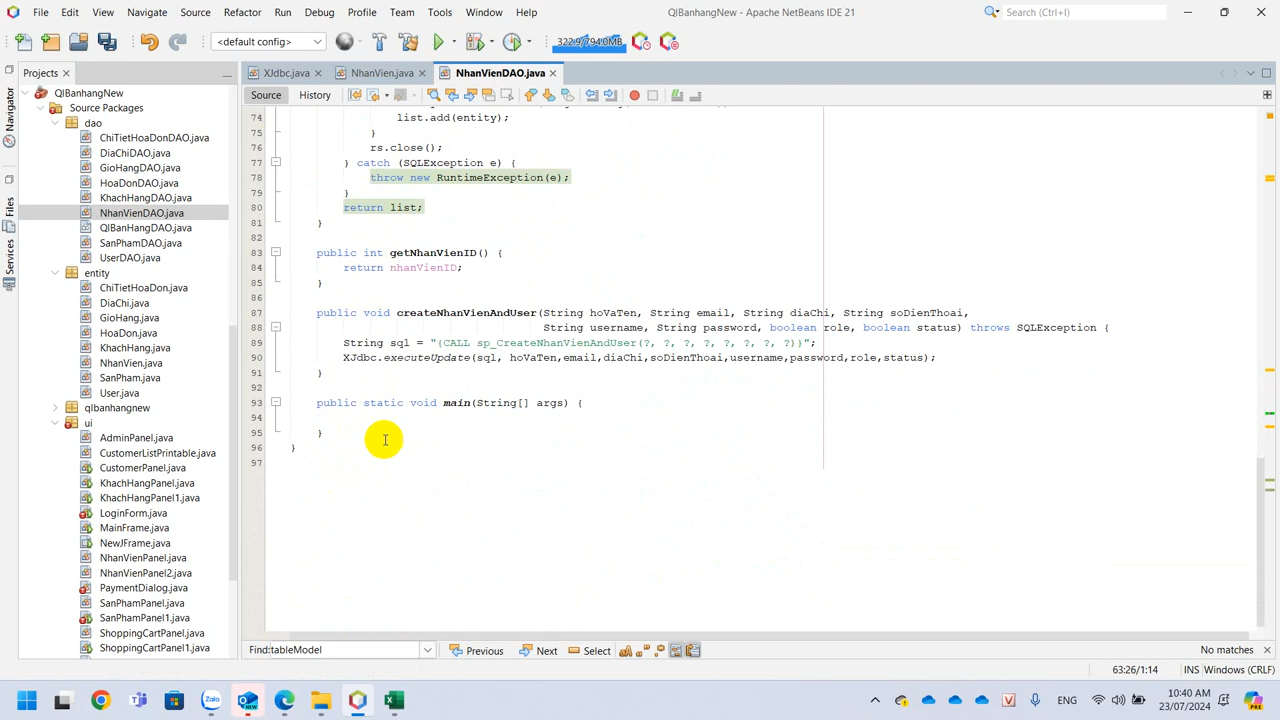 File Edit View Navigate Source Refactor Run Debug Profile Team Tools Window Help QlBanhangNew - Apache NetBeans IDE 21 Search (Ctrl+I)
<default config> 322.9/794.0MB
Projects XJdbc.java NhanVien.java NhanVienDAO.java
Source History
Navigator
Files
Services
QlBanhangNew
Source Packages
dao
ChiTietHoaDonDAO.java
DiaChiDAO.java
GioHangDAO.java
HoaDonDAO.java
KhachHangDAO.java
NhanVienDAO.java
QlBanHangDAO.java
SanPhamDAO.java
UserDAO.java
entity
ChiTietHoaDon.java
DiaChi.java
GioHang.java
HoaDon.java
KhachHang.java
NhanVien.java
SanPham.java
User.java
qlbanhangnew
ui
AdminPanel.java
CustomerListPrintable.java
CustomerPanel.java
KhachHangPanel.java
KhachHangPanel1.java
LoginForm.java
MainFrame.java
NewJFrame.java
NhanVienPanel.java
NhanVienPanel2.java
PaymentDialog.java
SanPhamPanel.java
SanPhamPanel1.java
ShoppingCartPanel.java
ShoppingCartPanel1.java
74 list.add(entity);
75 }
76 rs.close();
77 } catch (SQLException e) {
78 throw new RuntimeException(e);
79 }
80 return list;
81 }
82
83 public int getNhanVienID() {
84 return nhanVienID;
85 }
86
87 public void createNhanVienAndUser(String hoVaTen, String email, String diaChi, String soDienThoai,
88 String username, String password, boolean role, boolean status) throws SQLException {
89 String sql = "{CALL sp_CreateNhanVienAndUser(?, ?, ?, ?, ?, ?, ?, ?)}";
90 XJdbc.executeUpdate(sql, hoVaTen,email,diaChi,soDienThoai,username,password,role,status);
91 }
92
93 public static void main(String[] args) {
94
95 }
96 }
97
Find:tableModel Previous Next Select No matches
63:26/1:14 INS Windows (CRLF)
Zalo NEW ENG 10:40 AM
23/07/2024 PRE